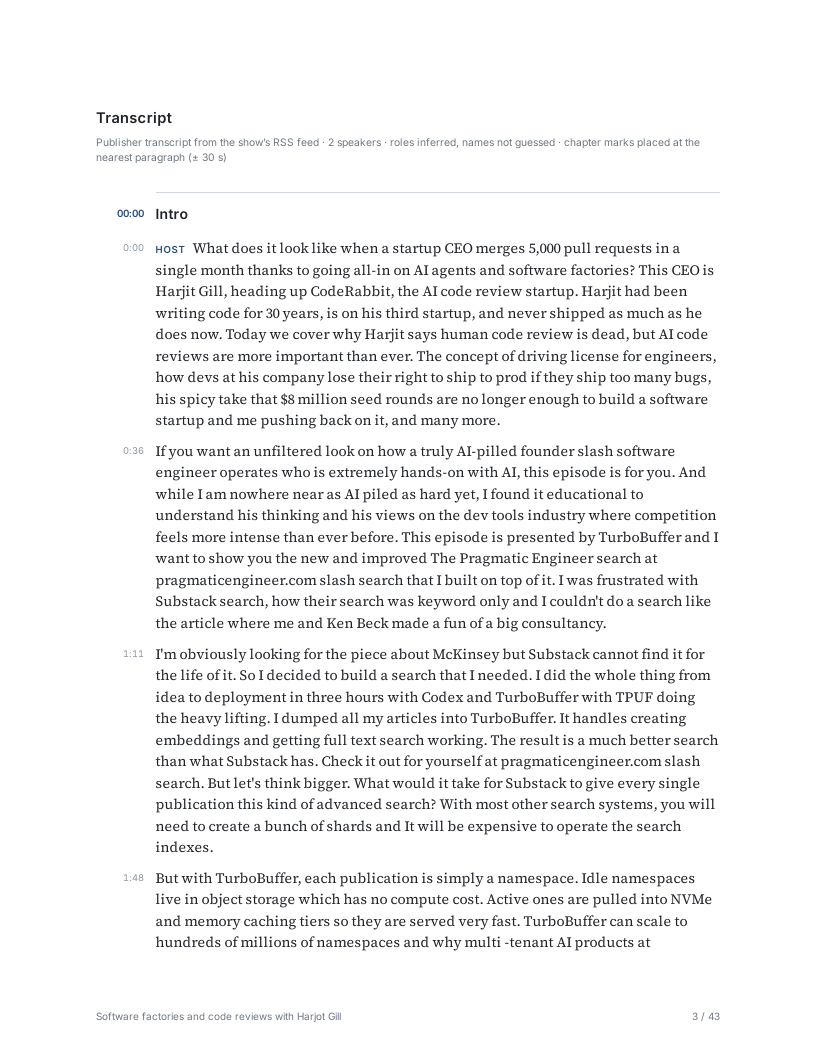 Transcript
Publisher transcript from the show's RSS feed · 2 speakers · roles inferred, names not guessed · chapter marks placed at the
nearest paragraph (± 30 s)
00:00 Intro
0:00 HOST What does it look like when a startup CEO merges 5,000 pull requests in a
single month thanks to going all-in on AI agents and software factories? This CEO is
Harjit Gill, heading up CodeRabbit, the AI code review startup. Harjit had been
writing code for 30 years, is on his third startup, and never shipped as much as he
does now. Today we cover why Harjit says human code review is dead, but AI code
reviews are more important than ever. The concept of driving license for engineers,
how devs at his company lose their right to ship to prod if they ship too many bugs,
his spicy take that $8 million seed rounds are no longer enough to build a software
startup and me pushing back on it, and many more.
0:36 If you want an unfiltered look on how a truly AI-pilled founder slash software
engineer operates who is extremely hands-on with AI, this episode is for you. And
while I am nowhere near as AI piled as hard yet, I found it educational to
understand his thinking and his views on the dev tools industry where competition
feels more intense than ever before. This episode is presented by TurboBuffer and I
want to show you the new and improved The Pragmatic Engineer search at
pragmaticengineer.com slash search that I built on top of it. I was frustrated with
Substack search, how their search was keyword only and I couldn't do a search like
the article where me and Ken Beck made a fun of a big consultancy.
1:11 I'm obviously looking for the piece about McKinsey but Substack cannot find it for
the life of it. So I decided to build a search that I needed. I did the whole thing from
idea to deployment in three hours with Codex and TurboBuffer with TPUF doing
the heavy lifting. I dumped all my articles into TurboBuffer. It handles creating
embeddings and getting full text search working. The result is a much better search
than what Substack has. Check it out for yourself at pragmaticengineer.com slash
search. But let's think bigger. What would it take for Substack to give every single
publication this kind of advanced search? With most other search systems, you will
need to create a bunch of shards and It will be expensive to operate the search
indexes.
1:48 But with TurboBuffer, each publication is simply a namespace. Idle namespaces
live in object storage which has no compute cost. Active ones are pulled into NVMe
and memory caching tiers so they are served very fast. TurboBuffer can scale to
hundreds of millions of namespaces and why multi -tenant AI products at
Software factories and code reviews with Harjot Gill 3 / 43